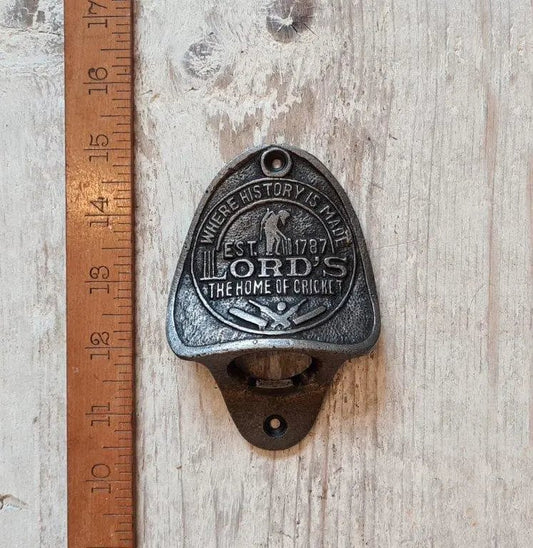 17
16
15
14
13
12
11
10
WHERE HISTORY IS MADE
EST. 1787
LORD'S
THE HOME OF CRICKET